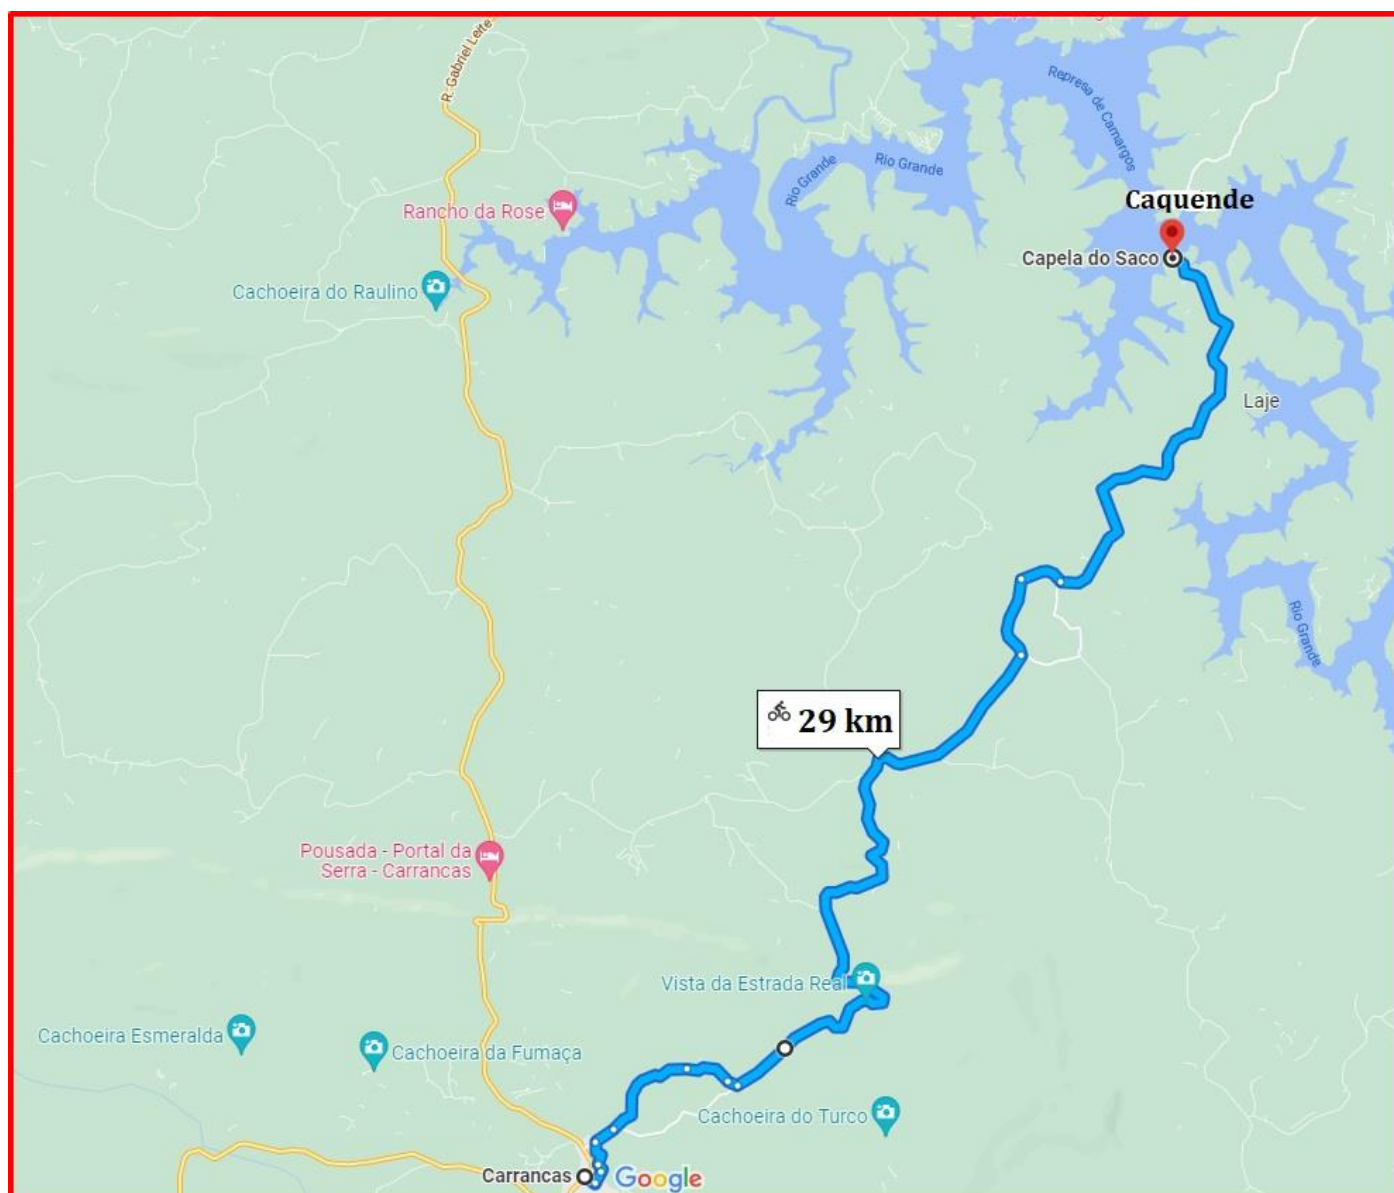 R. Gabriel Leite
Represa de Camargos
Rio Grande
Rio Grande
Caquende
Rancho da Rose
Capela do Saco
Cachoeira do Raulino
Laje
Rio Grande
29 km
Pousada - Portal da
Serra - Carrancas
Vista da Estrada Real
Cachoeira Esmeralda
Cachoeira da Fumaça
Cachoeira do Turco
Carrancas
Google